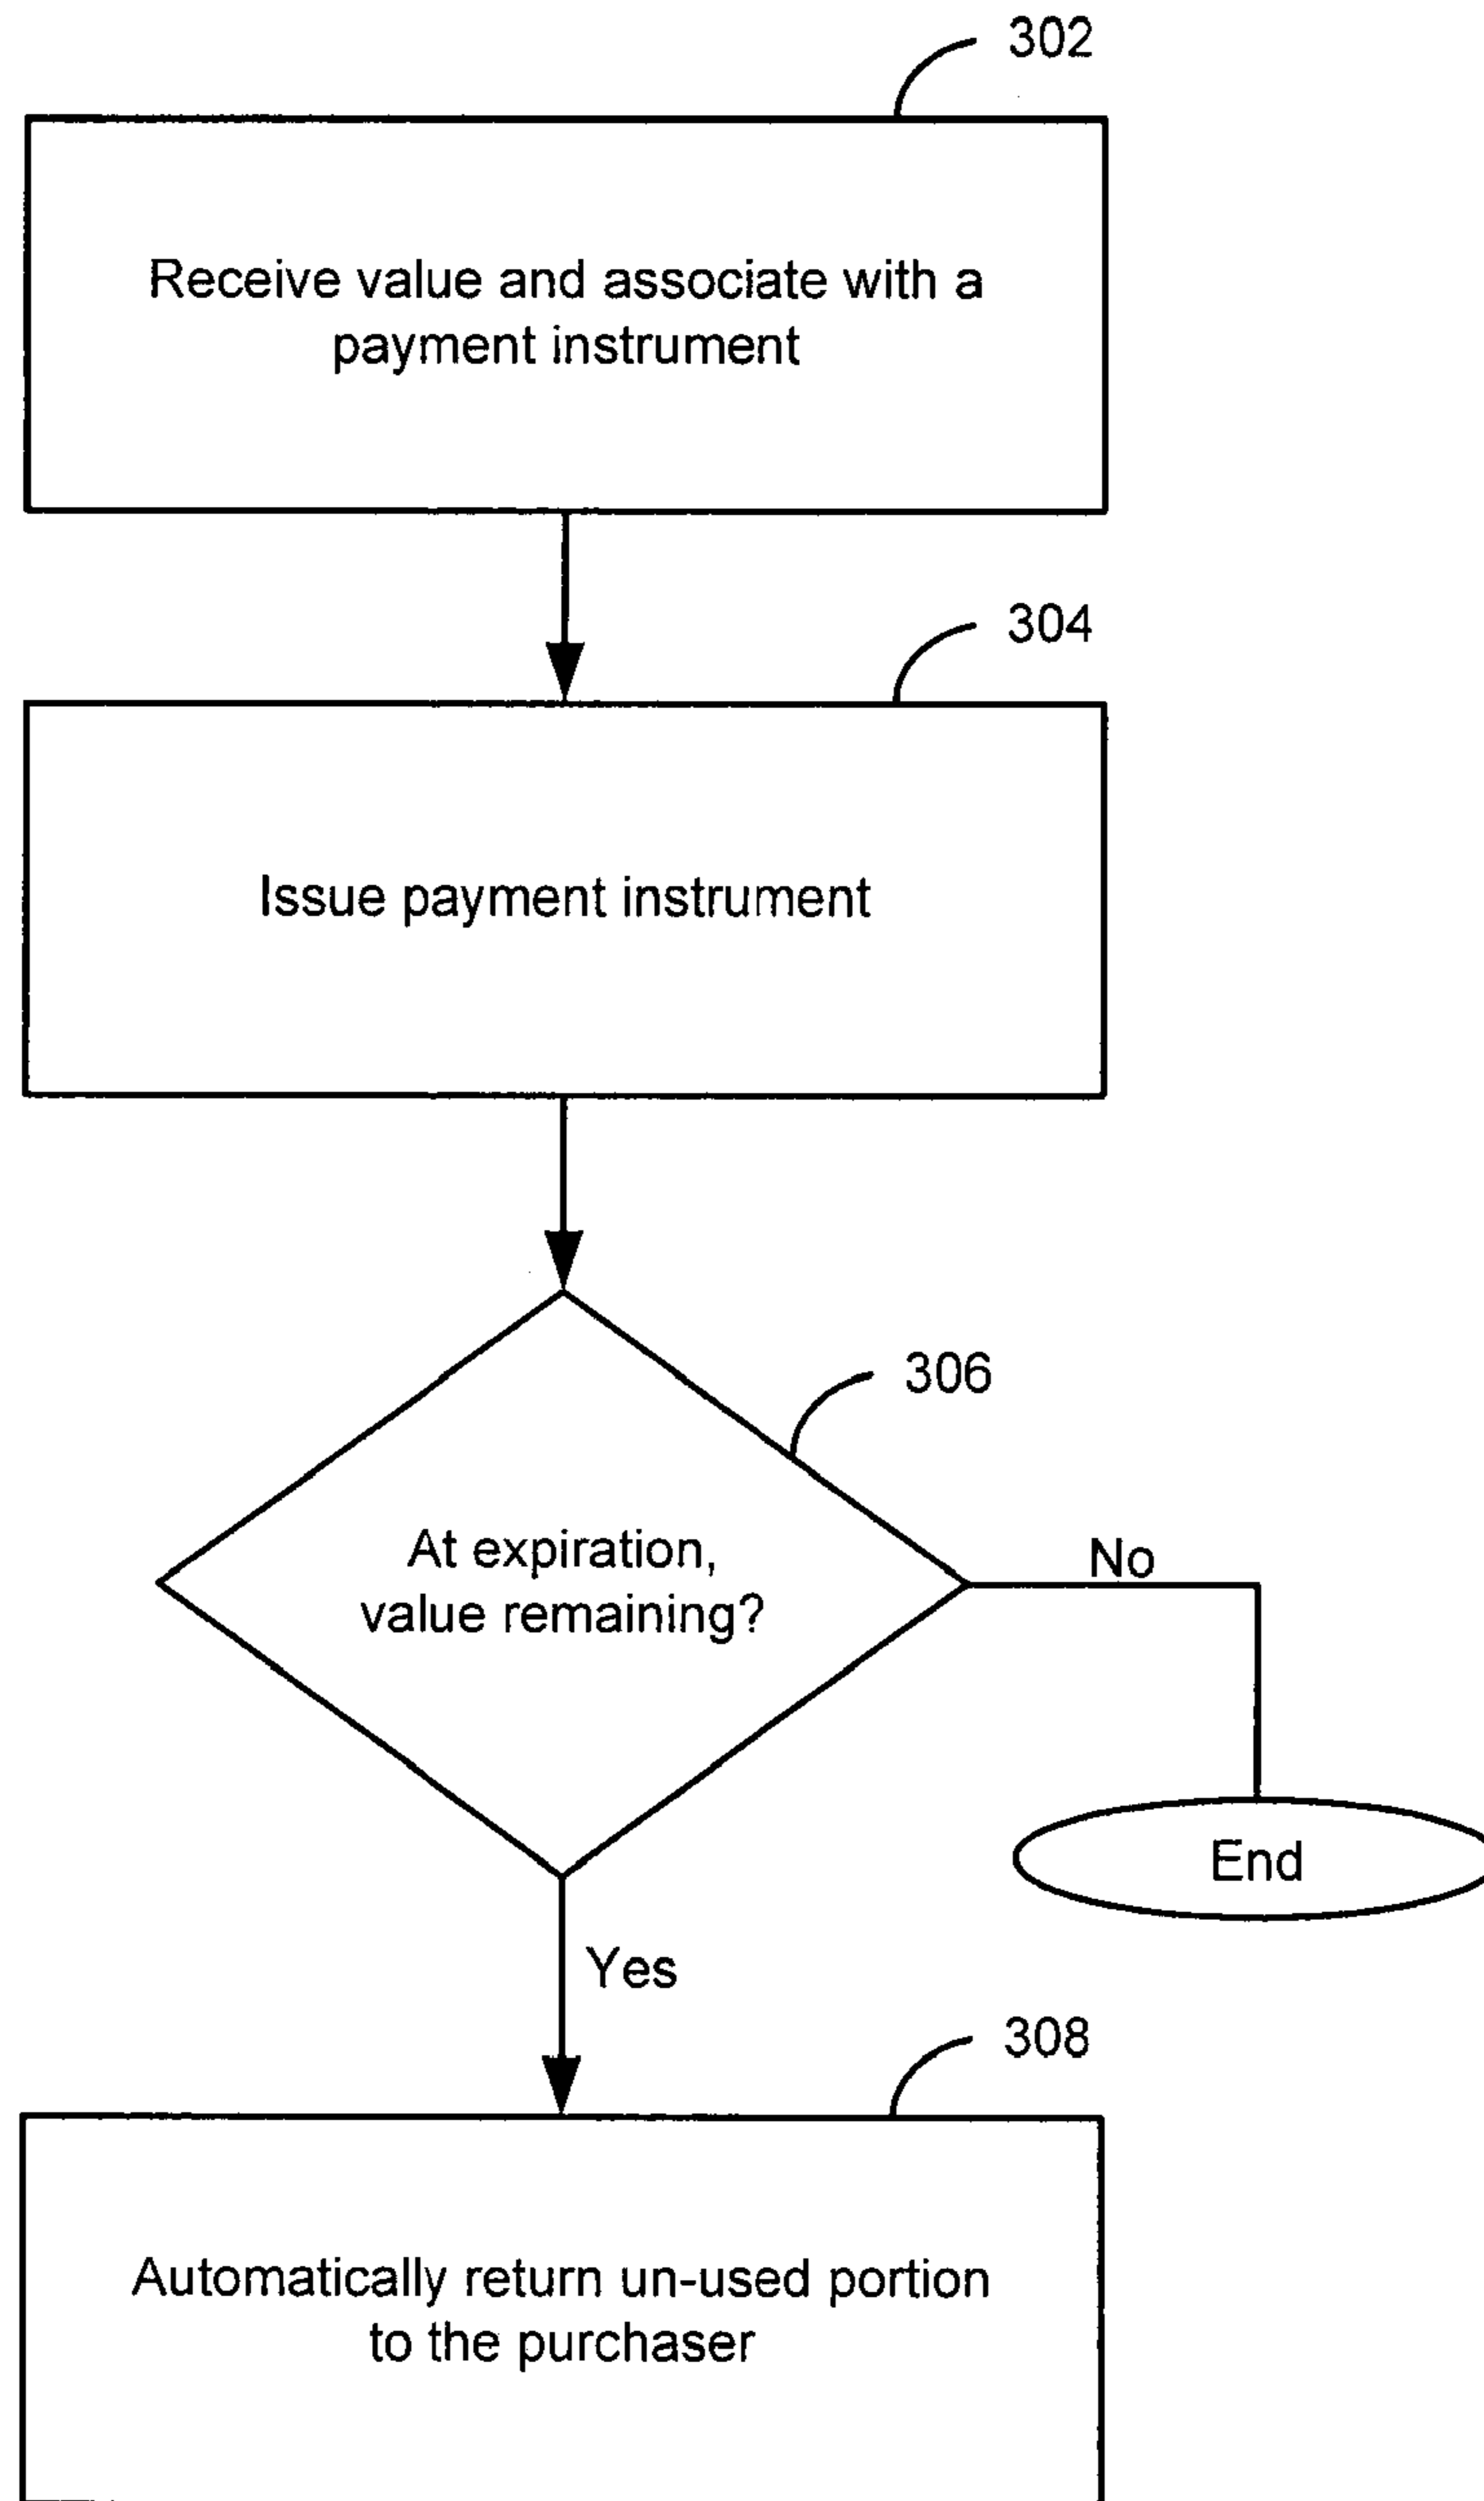 302
Receive value and associate with a
payment instrument
304
Issue payment instrument
306
At expiration,
value remaining?
No
End
Yes
308
Automatically return un-used portion
to the purchaser